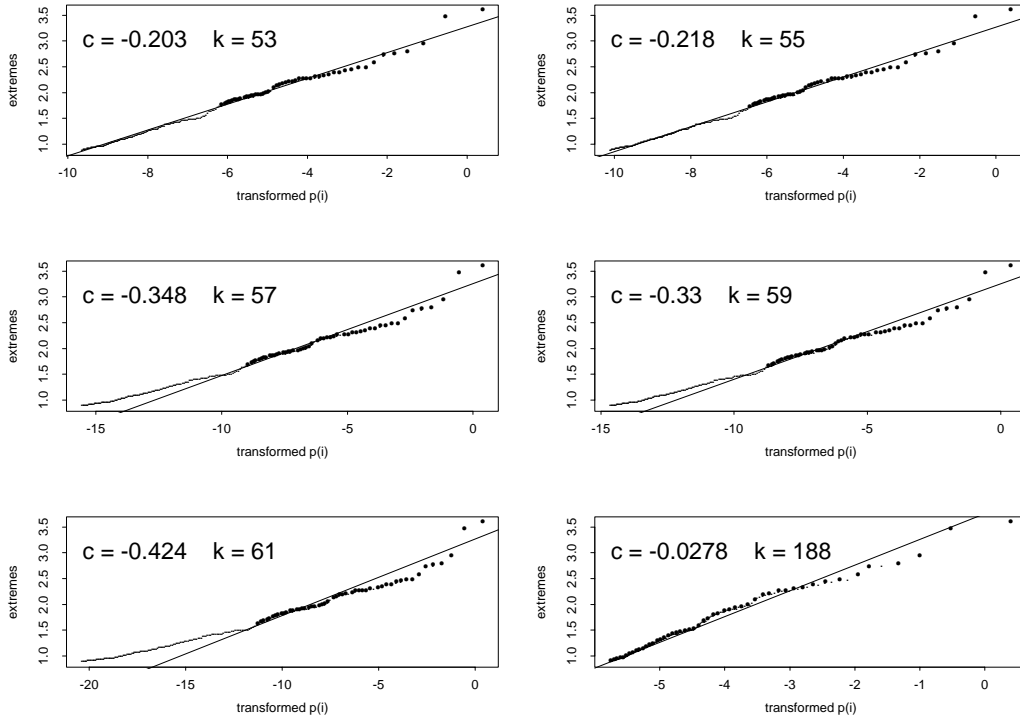 c = -0.203 k = 53
extremes
1.0 1.5 2.0 2.5 3.0 3.5
-10 -8 -6 -4 -2 0
transformed p(i)
c = -0.218 k = 55
extremes
1.0 1.5 2.0 2.5 3.0 3.5
-10 -8 -6 -4 -2 0
transformed p(i)
c = -0.348 k = 57
extremes
1.0 1.5 2.0 2.5 3.0 3.5
-15 -10 -5 0
transformed p(i)
c = -0.33 k = 59
extremes
1.0 1.5 2.0 2.5 3.0 3.5
-15 -10 -5 0
transformed p(i)
c = -0.424 k = 61
extremes
1.0 1.5 2.0 2.5 3.0 3.5
-20 -15 -10 -5 0
transformed p(i)
c = -0.0278 k = 188
extremes
1.0 1.5 2.0 2.5 3.0 3.5
-5 -4 -3 -2 -1 0
transformed p(i)